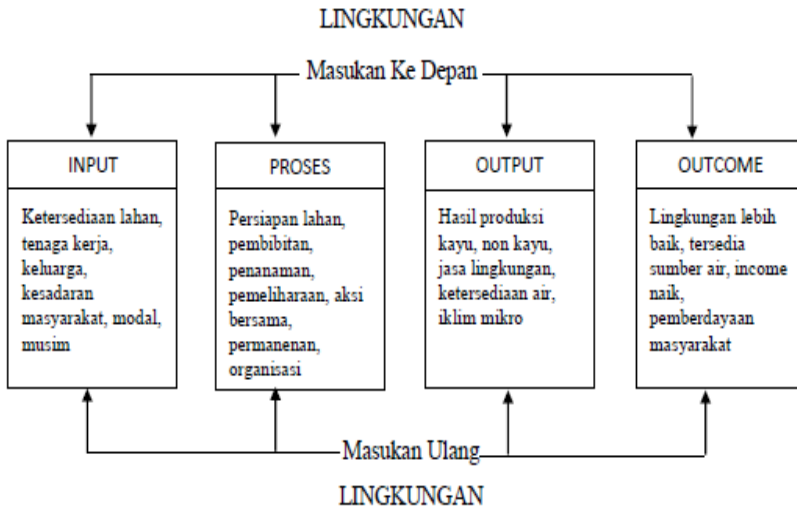 LINGKUNGAN
Masukan Ke Depan
INPUT
Ketersediaan lahan,
tenaga kerja,
keluarga,
kesadaran
masyarakat, modal,
musim
PROSES
Persiapan lahan,
pembibitan,
penanaman,
pemeliharaan, aksi
bersama,
permanenan,
organisasi
OUTPUT
Hasil produksi
kayu, non kayu,
jasa lingkungan,
ketersediaan air,
iklim mikro
OUTCOME
Lingkungan lebih
baik, tersedia
sumber air, income
naik,
pemberdayaan
masyarakat
Masukan Ulang
LINGKUNGAN